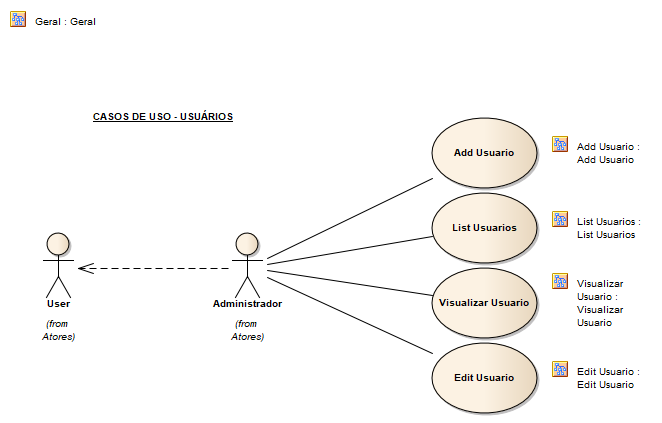 Geral : Geral
CASOS DE USO - USUÁRIOS
Add Usuario
Add Usuario :
Add Usuario
List Usuarios
List Usuarios :
List Usuarios
Visualizar Usuario
Visualizar
Usuario :
Visualizar
Usuario
Edit Usuario
Edit Usuario :
Edit Usuario
User
(from
Atores)
Administrador
(from
Atores)